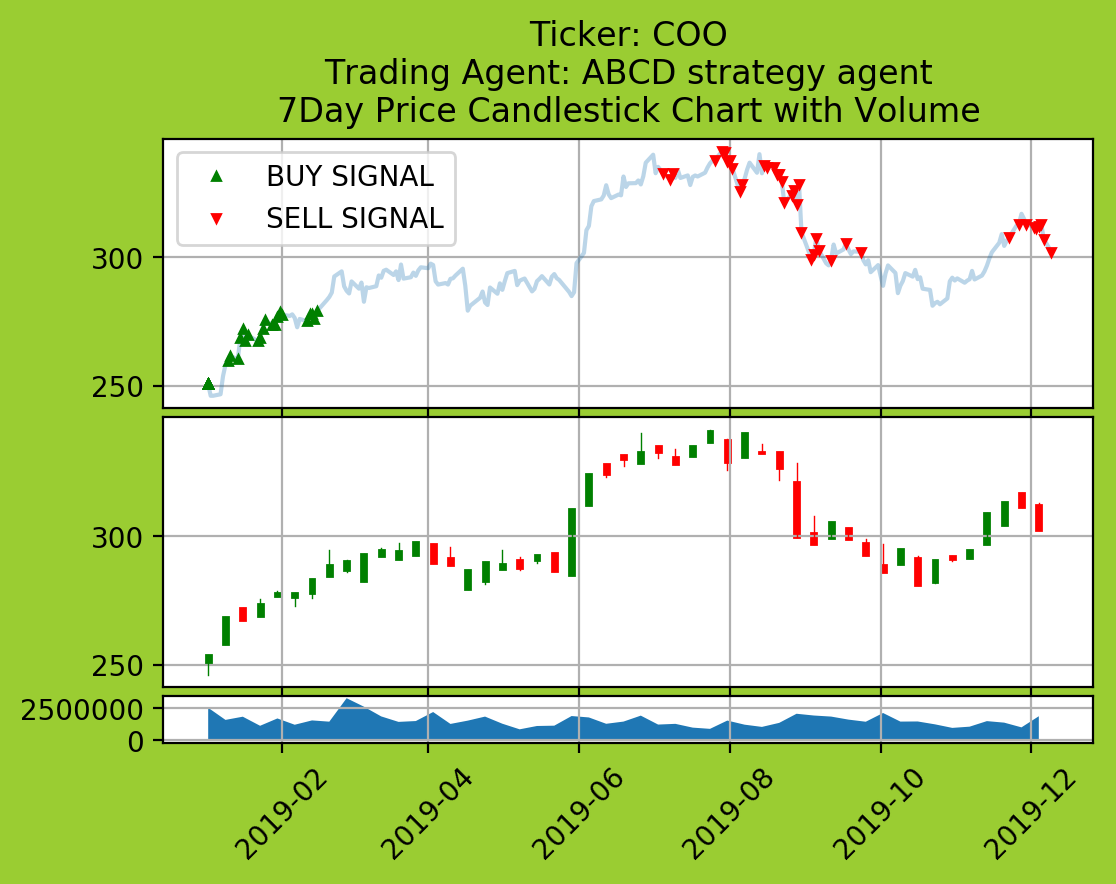 Ticker: COO
Trading Agent: ABCD strategy agent
7Day Price Candlestick Chart with Volume
BUY SIGNAL
SELL SIGNAL
300
250
300
250
2500000
0
2019-02
2019-04
2019-06
2019-08
2019-10
2019-12